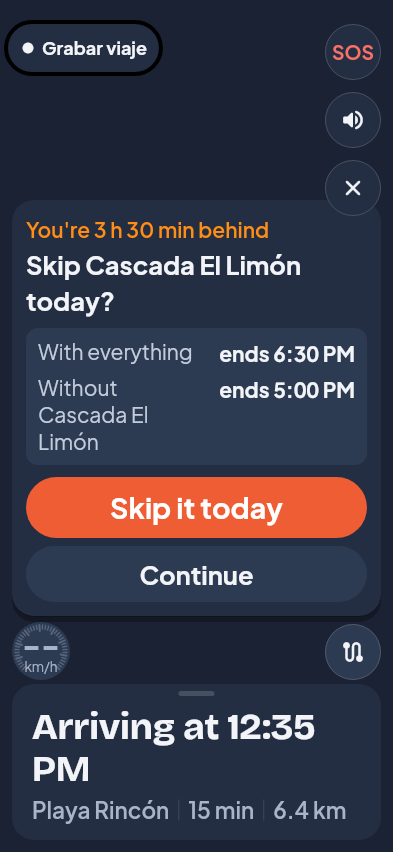 Grabar viaje
SOS
You're 3 h 30 min behind
Skip Cascada El Limón
today?
With everything ends 6:30 PM
Without ends 5:00 PM
Cascada El
Limón
Skip it today
Continue
-- 
km/h
Arriving at 12:35
PM
Playa Rincón 15 min 6.4 km